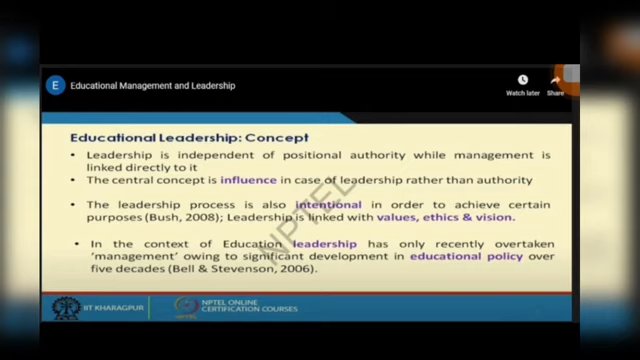 E Educational Management and Leadership
Watch later Share
Educational Leadership: Concept
• Leadership is independent of positional authority while management is
linked directly to it
• The central concept is influence in case of leadership rather than authority
• The leadership process is also intentional in order to achieve certain
purposes (Bush, 2008); Leadership is linked with values, ethics & vision.
• In the context of Education leadership has only recently overtaken
‘management’ owing to significant development in educational policy over
five decades (Bell & Stevenson, 2006).
NPTEL
IIT KHARAGPUR
NPTEL ONLINE
CERTIFICATION COURSES